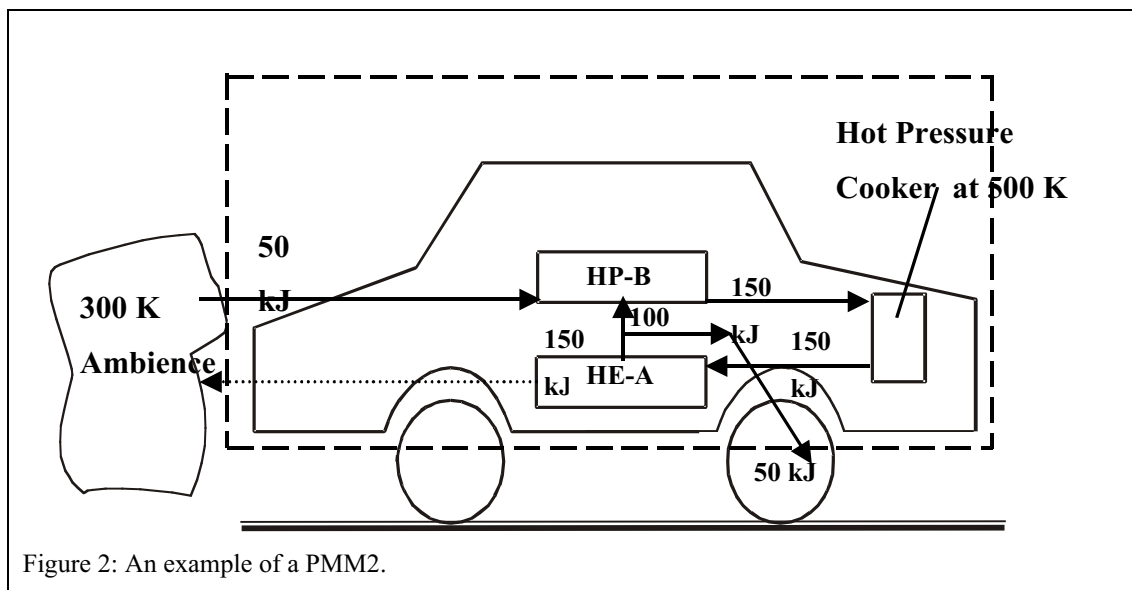 Hot Pressure
Cooker at 500 K
50
kJ
300 K
Ambience
HP-B
150
100
kJ
150
kJ
HE-A
150
kJ
50 kJ
Figure 2: An example of a PMM2.